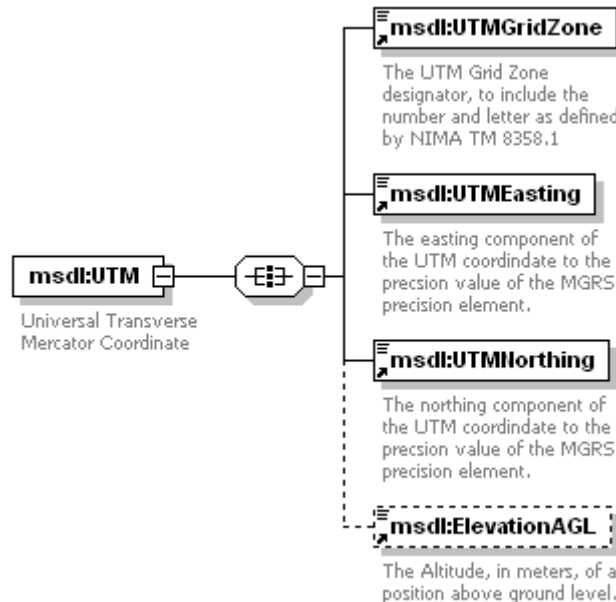 msdl:UTMGridZone
The UTM Grid Zone
designator, to include the
number and letter as defined
by NIMA TM 8358.1
msdl:UTMEasting
The easting component of
the UTM coordindate to the
precsion value of the MGRS
precision element.
msdl:UTM
Universal Transverse
Mercator Coordinate
msdl:UTMNorthing
The northing component of
the UTM coordindate to the
precsion value of the MGRS
precision element.
msdl:ElevationAGL
The Altitude, in meters, of a
position above ground level.